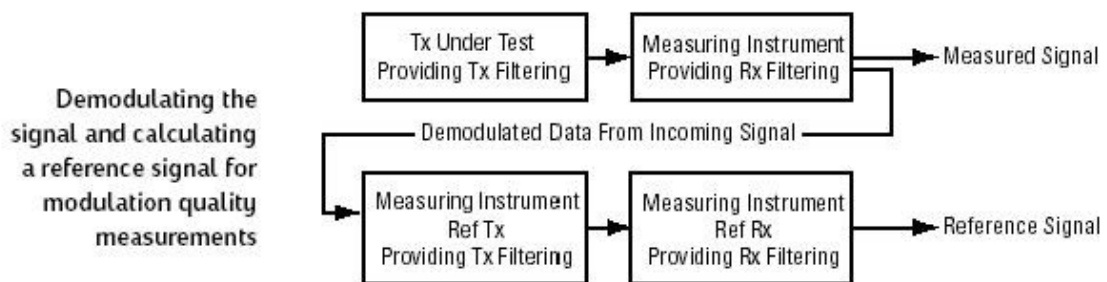 Demodulating the
signal and calculating
a reference signal for
modulation quality
measurements
Tx Under Test
Providing Tx Filtering
Measuring Instrument
Providing Rx Filtering
Measured Signal
Demodulated Data From Incoming Signal
Measuring Instrument
Ref Tx
Providing Tx Filtering
Measuring Instrument
Ref Rx
Providing Rx Filtering
Reference Signal